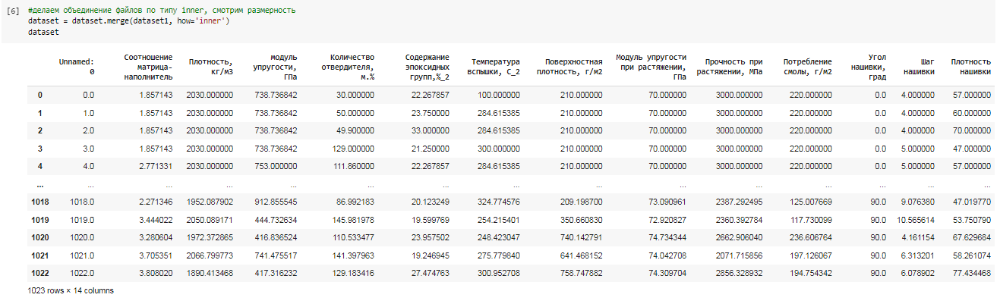 [6] #делаем объединение файлов по типу inner, смотрим размерность
dataset = dataset.merge(dataset1, how='inner')
dataset
Unnamed: 0 Соотношение матрица-наполнитель Плотность, кг/м3 модуль упругости, ГПа Количество отвердителя, м.% Содержание эпоксидных групп,%_2 Температура вспышки, С_2 Поверхностная плотность, г/м2 Модуль упругости при растяжении, ГПа Прочность при растяжении, МПа Потребление смолы, г/м2 Угол нашивки, град Шаг нашивки Плотность нашивки
0 0.0 1.857143 2030.000000 738.736842 30.000000 22.267857 100.000000 210.000000 70.000000 3000.000000 220.000000 0.0 4.000000 57.000000
1 1.0 1.857143 2030.000000 738.736842 50.000000 23.750000 284.615385 210.000000 70.000000 3000.000000 220.000000 0.0 4.000000 60.000000
2 2.0 1.857143 2030.000000 738.736842 49.900000 33.000000 284.615385 210.000000 70.000000 3000.000000 220.000000 0.0 4.000000 70.000000
3 3.0 1.857143 2030.000000 738.736842 129.000000 21.250000 300.000000 210.000000 70.000000 3000.000000 220.000000 0.0 5.000000 47.000000
4 4.0 2.771331 2030.000000 753.000000 111.860000 22.267857 284.615385 210.000000 70.000000 3000.000000 220.000000 0.0 5.000000 57.000000
... ... ... ... ... ... ... ... ... ... ... ... ... ... ...
1018 1018.0 2.271346 1952.087902 912.855545 86.992183 20.123249 324.774576 209.198700 73.090961 2387.292495 125.007669 90.0 9.076380 47.019770
1019 1019.0 3.444022 2050.089171 444.732634 145.981978 19.599769 254.215401 350.660830 72.920827 2360.392784 117.730099 90.0 10.565614 53.750790
1020 1020.0 3.280604 1972.372865 416.836524 110.533477 23.957502 248.423047 740.142791 74.734344 2662.906040 236.606764 90.0 4.161154 67.629684
1021 1021.0 3.705351 2066.799773 741.475517 141.397963 19.246945 275.779840 641.468152 74.042708 2071.715856 197.126067 90.0 6.313201 58.261074
1022 1022.0 3.808020 1890.413468 417.316232 129.183416 27.474763 300.952708 758.747882 74.309704 2856.328932 194.754342 90.0 6.078902 77.434468
1023 rows × 14 columns